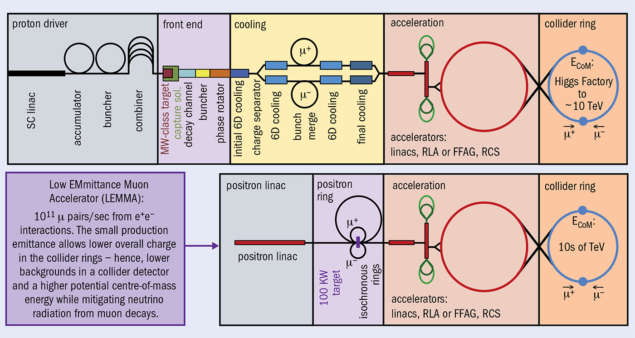 proton driver
front end
cooling
acceleration
collider ring
SC linac
accumulator
buncher
combiner
MW-class target
capture sol.
decay channel
buncher
phase rotator
initial 6D cooling
charge separator
6D cooling
bunch
merge
6D cooling
final cooling
μ+
μ−
accelerators:
linacs, RLA or FFAG, RCS
ECoM:
Higgs Factory
to
~10 TeV
μ+
μ−
Low EMmittance Muon
Accelerator (LEMMA):
10¹¹ μ pairs/sec from e⁺e⁻
interactions. The small production
emittance allows lower overall charge
in the collider rings – hence, lower
backgrounds in a collider detector
and a higher potential centre-of-mass
energy while mitigating neutrino
radiation from muon decays.
positron linac
positron
ring
acceleration
collider ring
positron linac
μ+
μ−
100 KW
target
isochronous
rings
accelerators:
linacs, RLA or FFAG, RCS
ECoM:
10s of TeV
μ+
μ−